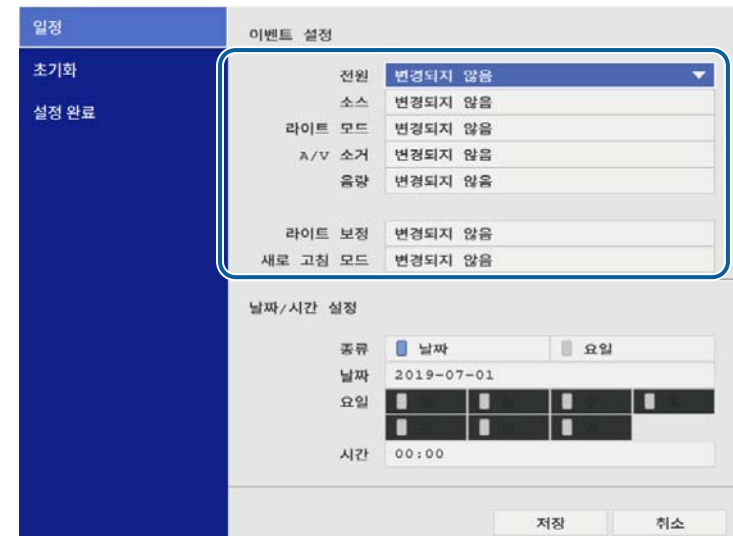 일정
초기화
설정 완료
이벤트 설정
전원 변경되지 않음
소스 변경되지 않음
라이트 모드 변경되지 않음
A/V 소거 변경되지 않음
음량 변경되지 않음
라이트 보정 변경되지 않음
새로 고침 모드 변경되지 않음
날짜/시간 설정
종류 날짜 요일
날짜 2019-07-01
요일
시간 00:00
저장 취소